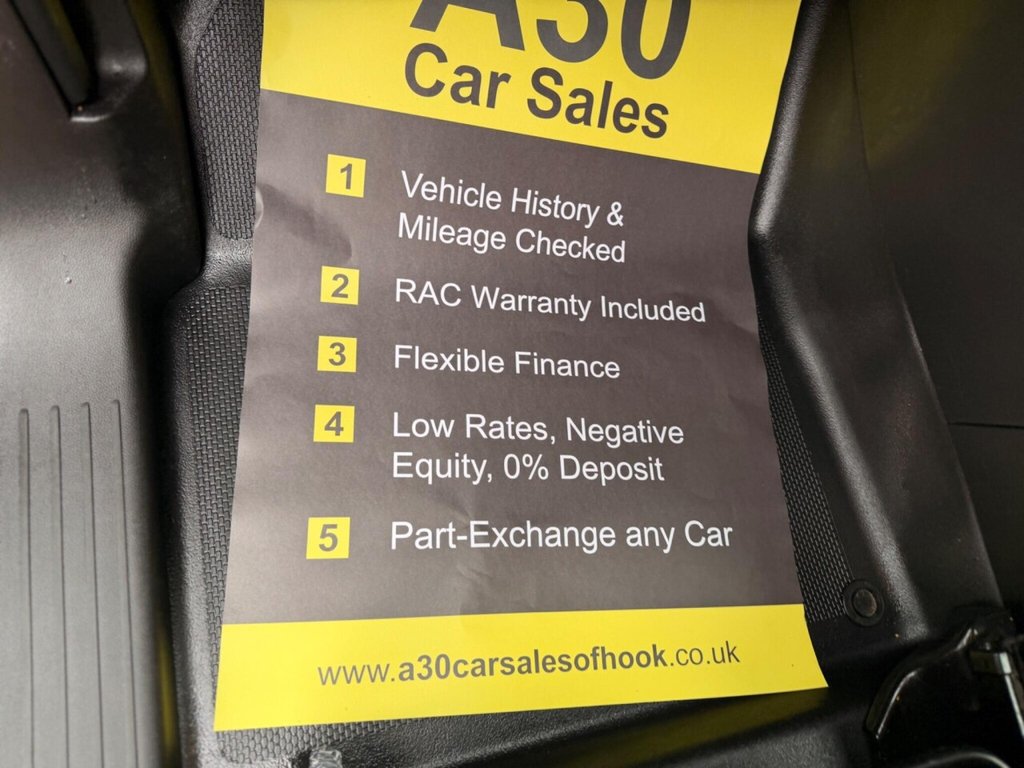 A30
Car Sales
1 Vehicle History &
Mileage Checked
2 RAC Warranty Included
3 Flexible Finance
4 Low Rates, Negative
Equity, 0% Deposit
5 Part-Exchange any Car
www.a30carsalesofhook.co.uk